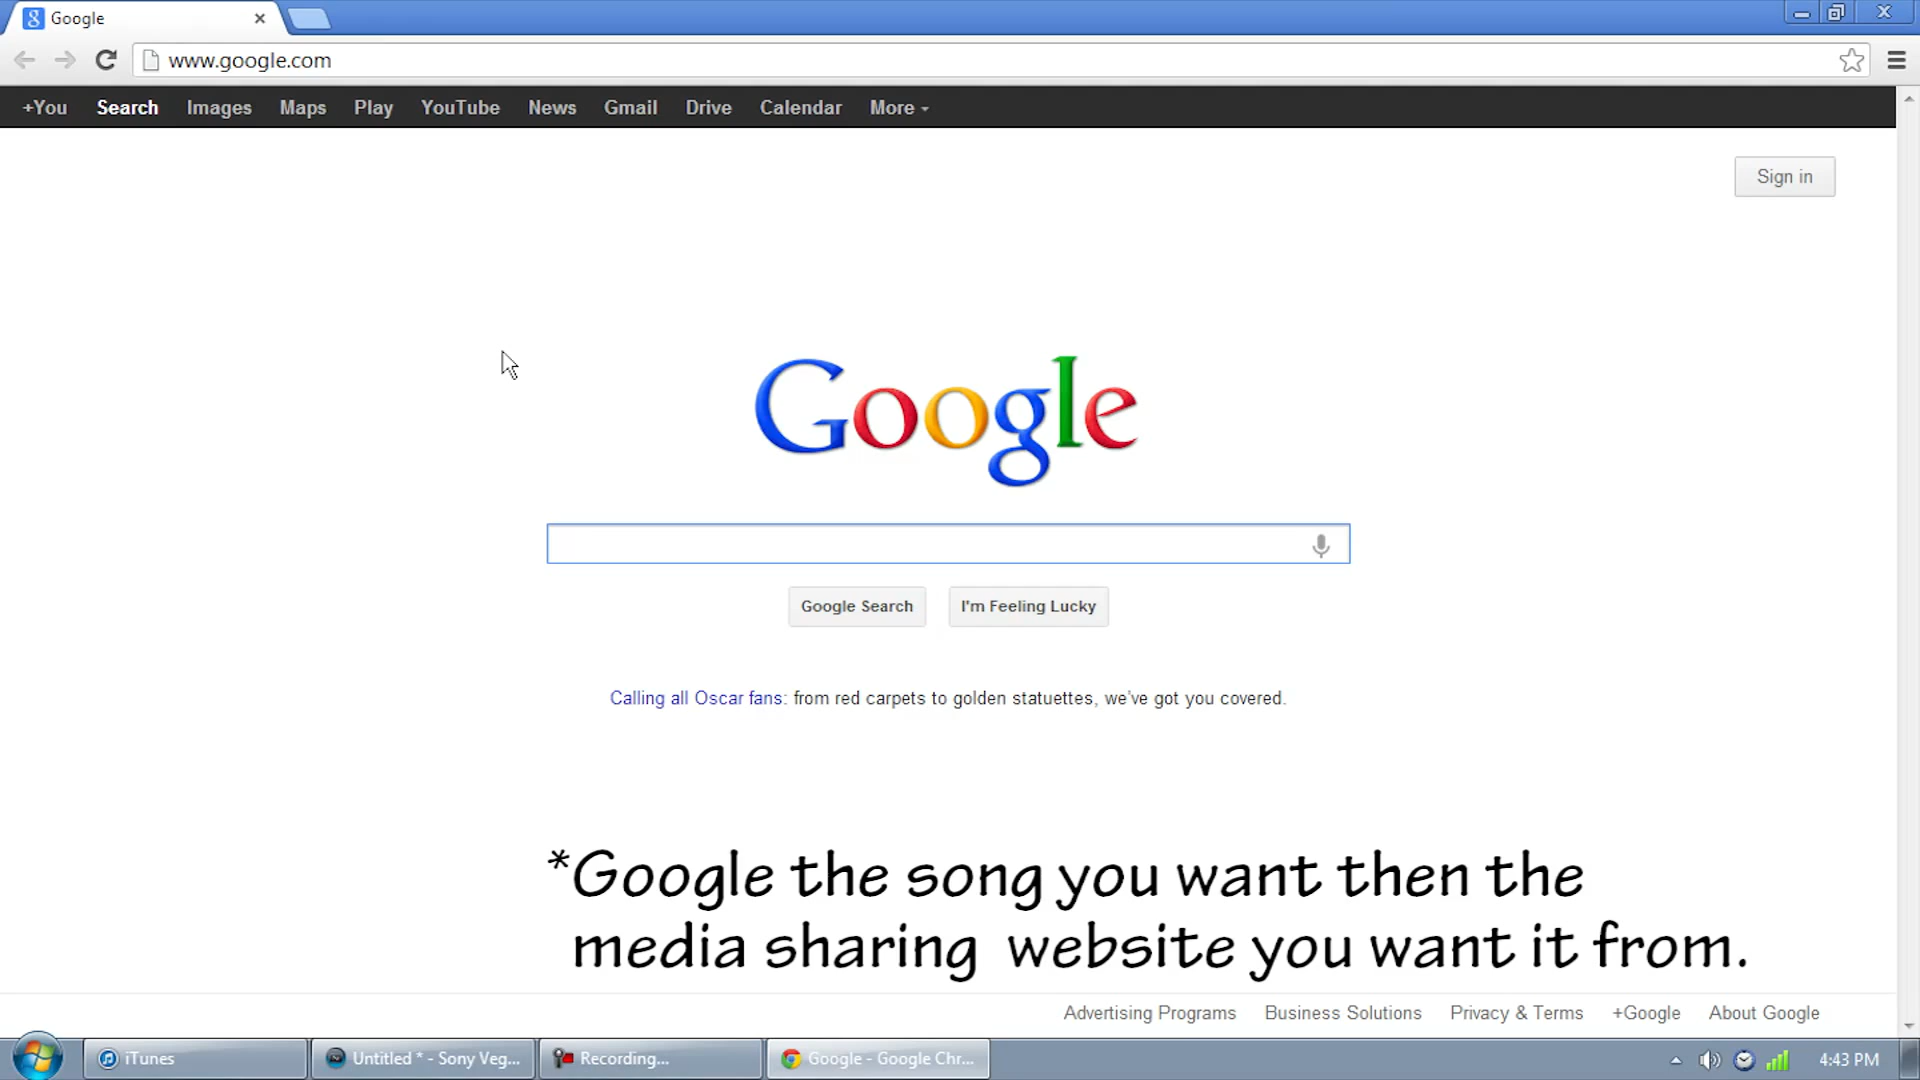 Google
www.google.com
+You Search Images Maps Play YouTube News Gmail Drive Calendar More
Sign in
Google
Google Search I'm Feeling Lucky
Calling all Oscar fans: from red carpets to golden statuettes, we've got you covered.
*Google the song you want then the
media sharing website you want it from.
Advertising Programs Business Solutions Privacy & Terms +Google About Google
iTunes Untitled * - Sony Veg... Recording... Google - Google Chr... 4:43 PM